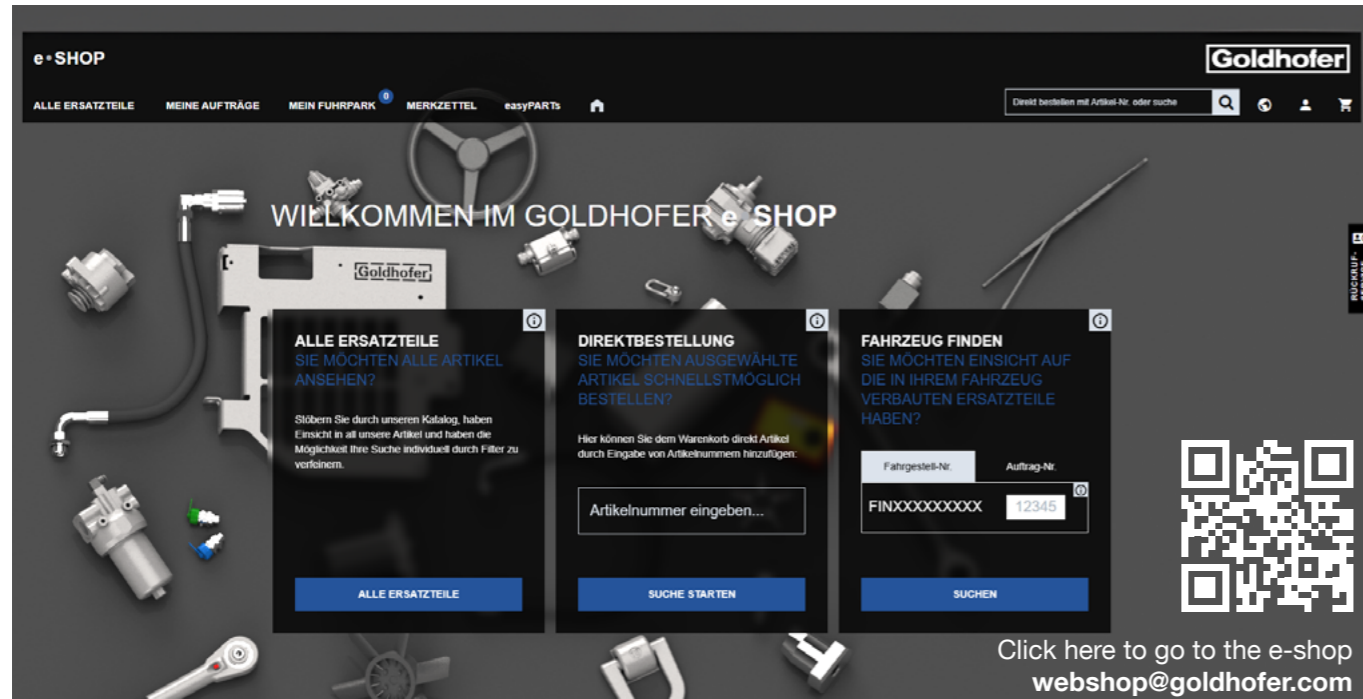 e•SHOP
Goldhofer
ALLE ERSATZTEILE MEINE AUFTRÄGE MEIN FUHRPARK 0 MERKZETTEL easyPARTs
Direkt bestellen mit Artikel-Nr. oder suche
WILLKOMMEN IM GOLDHOFER e•SHOP
Goldhofer
RÜCKRUF-
SERVICE
ALLE ERSATZTEILE
SIE MÖCHTEN ALLE ARTIKEL
ANSEHEN?
Stöbern Sie durch unseren Katalog, haben
Einsicht in all unsere Artikel und haben die
Möglichkeit Ihre Suche individuell durch Filter zu
verfeinern.
ALLE ERSATZTEILE
DIREKTBESTELLUNG
SIE MÖCHTEN AUSGEWÄHLTE
ARTIKEL SCHNELLSTMÖGLICH
BESTELLEN?
Hier können Sie dem Warenkorb direkt Artikel
durch Eingabe von Artikelnummern hinzufügen:
Artikelnummer eingeben...
SUCHE STARTEN
FAHRZEUG FINDEN
SIE MÖCHTEN EINSICHT AUF
DIE IN IHREM FAHRZEUG
VERBAUTEN ERSATZTEILE
HABEN?
Fahrgestell-Nr. Auftrag-Nr.
FINXXXXXXXXX 12345
SUCHEN
Click here to go to the e-shop
webshop@goldhofer.com